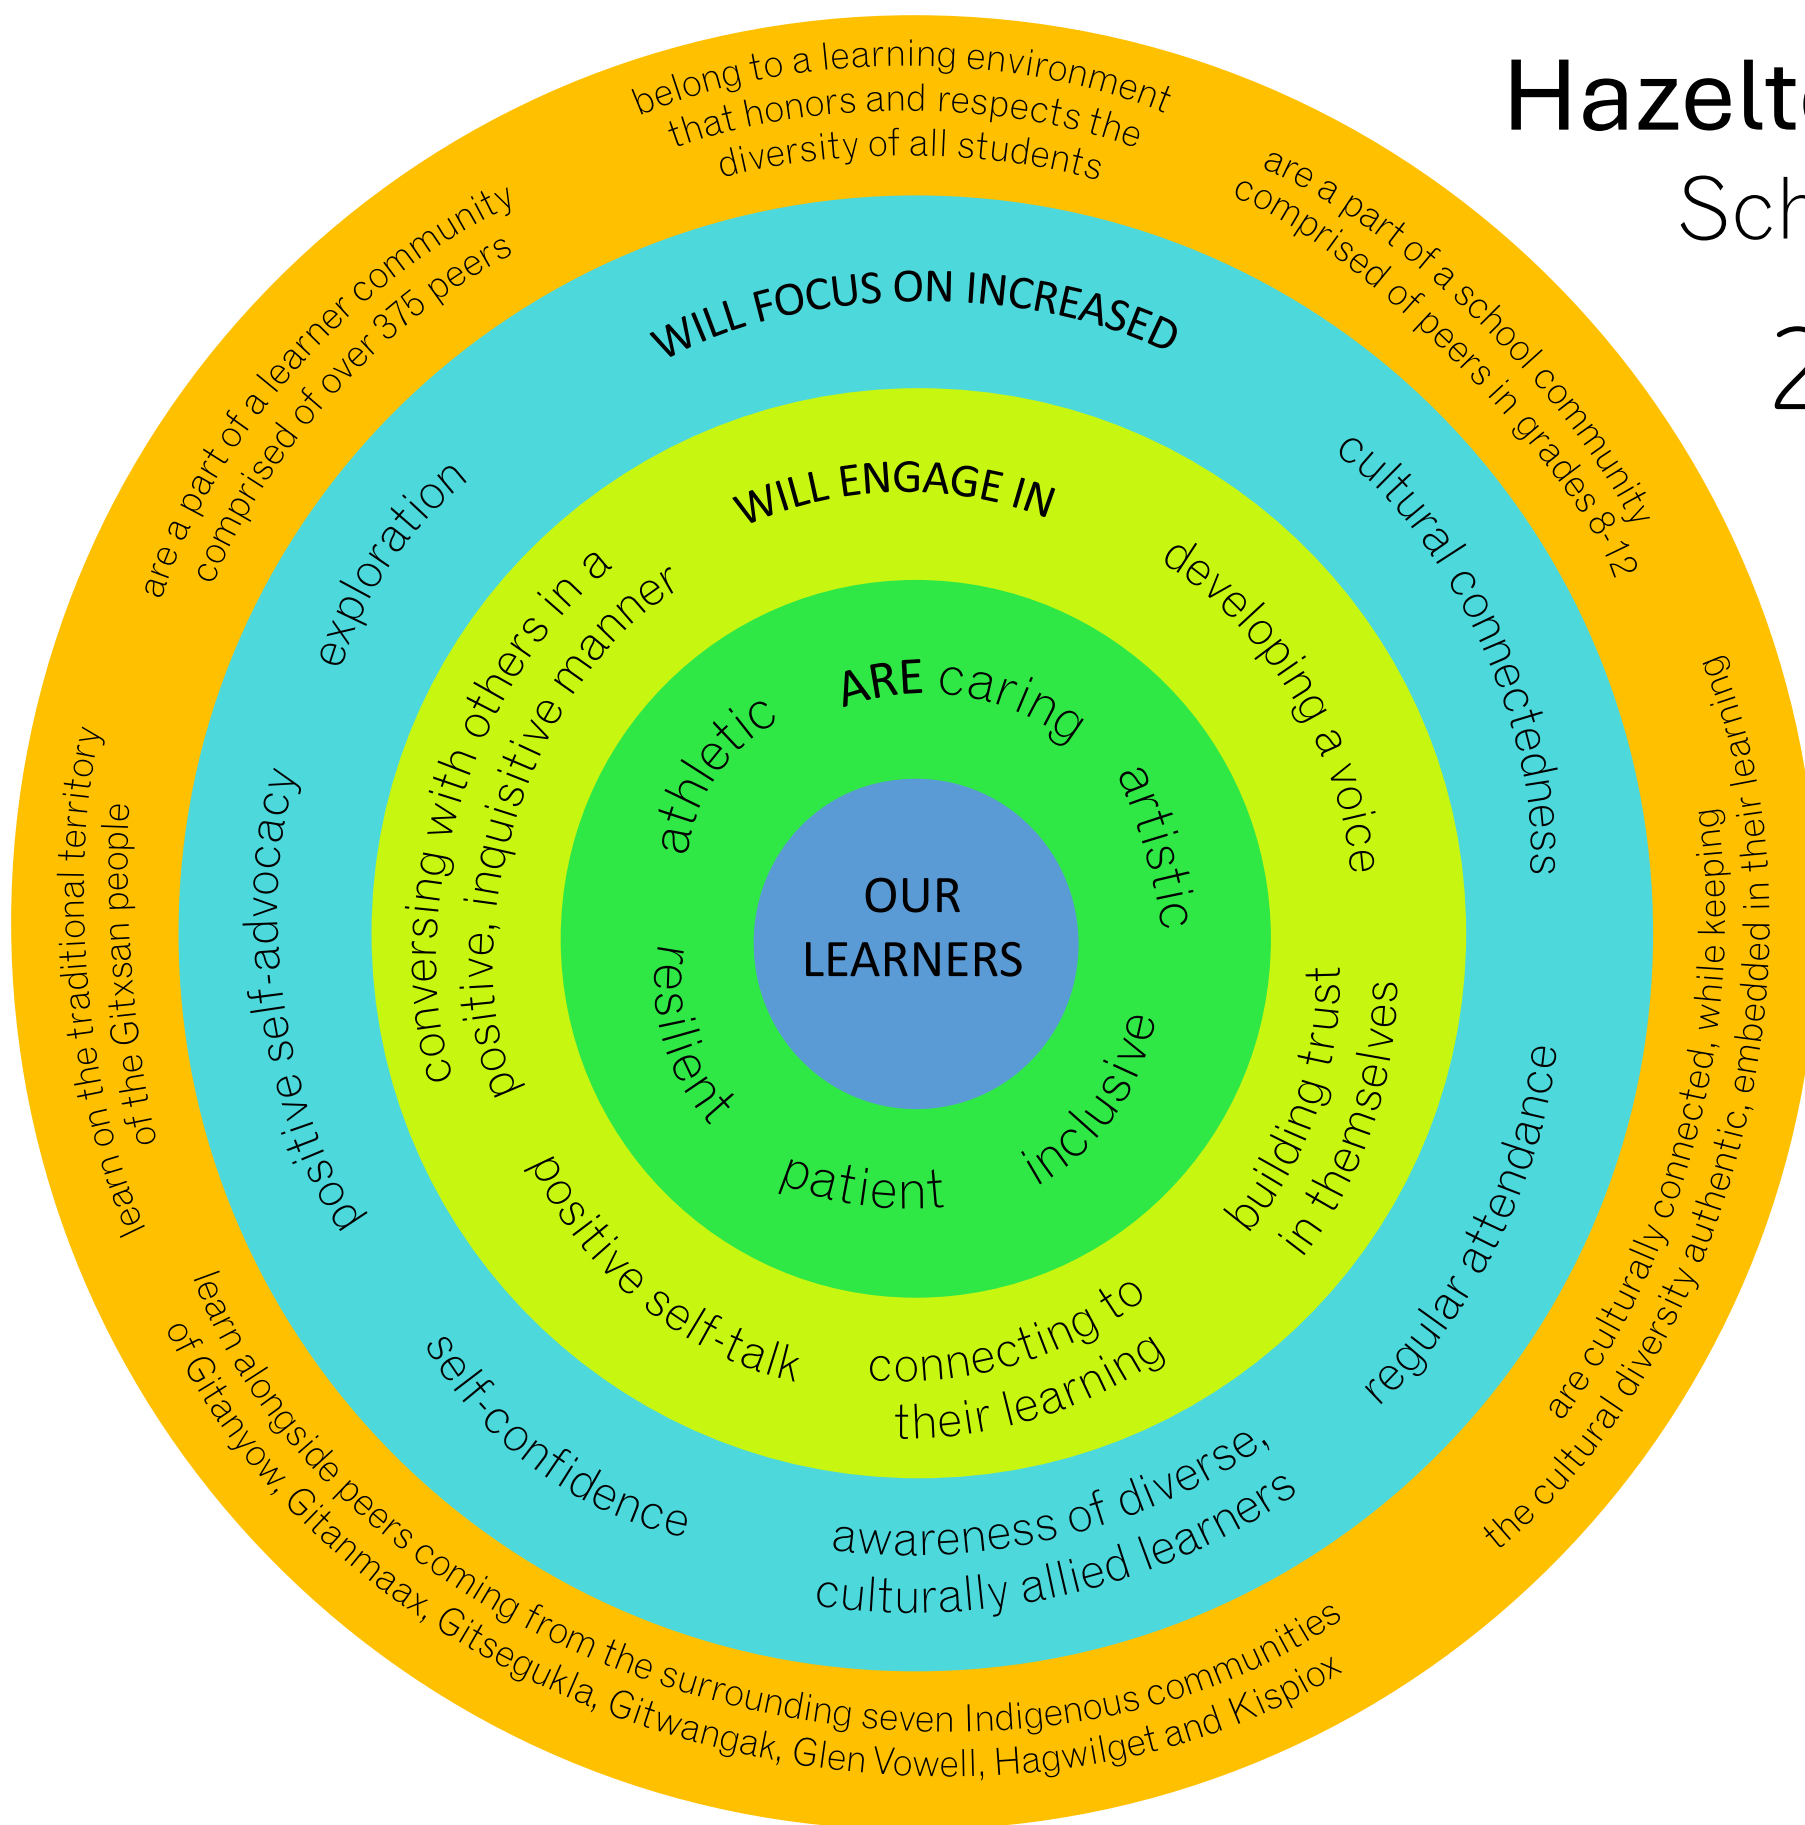 Hazelt
Sch
2
belong to a learning environment
that honors and respects the
diversity of all students
are a part of a school community
comprised of peers in grades 8-12
are culturally connected, while keeping
the cultural diversity authentic, embedded in their learning
learning
learn alongside peers coming from the surrounding seven Indigenous communities
of Gitanyow, Gitanmaax, Gitsegukla, Gitwangak, Glen Vowell, Hagwilget and Kispiox
learn on the traditional territory
of the Gitxsan people
are a part of a learner community
comprised of over 375 peers
WILL FOCUS ON INCREASED
cultural connectedness
regular attendance
awareness of diverse,
culturally allied learners
self-confidence
positive self-advocacy
exploration
WILL ENGAGE IN
developing a voice
building trust
in themselves
connecting to
their learning
positive self-talk
conversing with others in a
positive, inquisitive manner
ARE caring
artistic
inclusive
patient
resilient
athletic
OUR
LEARNERS